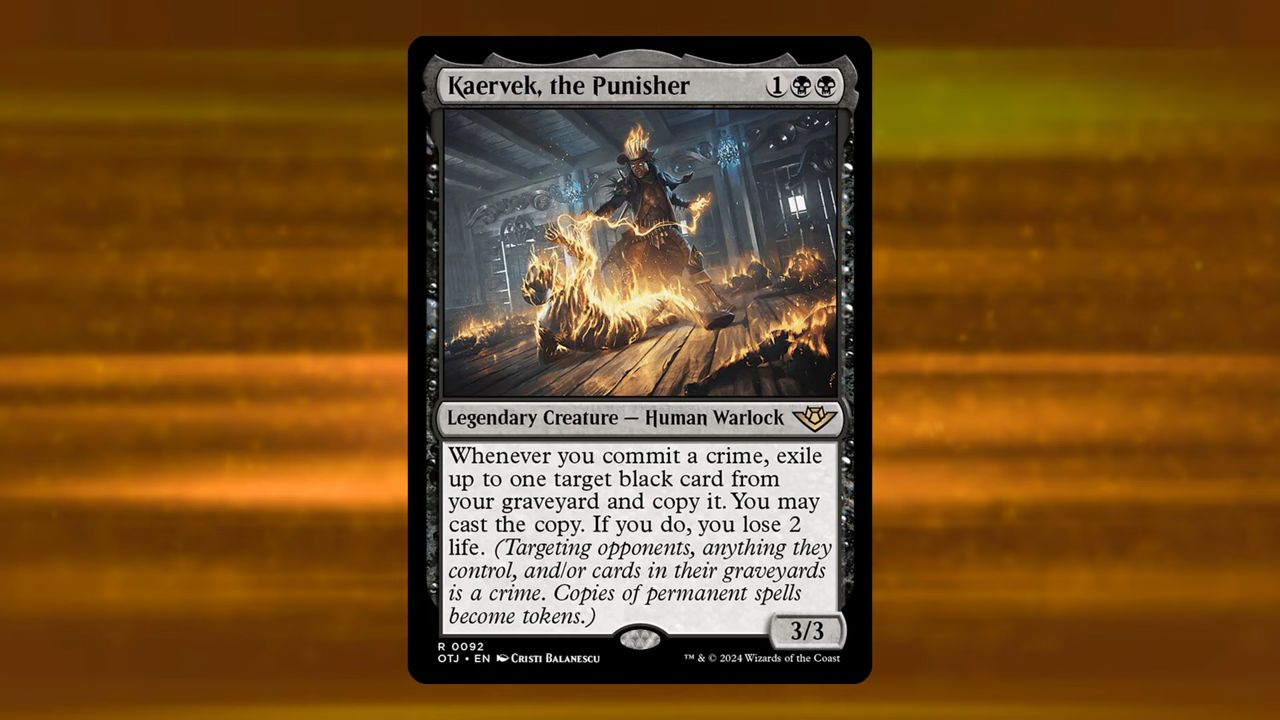 Kaervek, the Punisher 1
Legendary Creature — Human Warlock
Whenever you commit a crime, exile
up to one target black card from
your graveyard and copy it. You may
cast the copy. If you do, you lose 2
life. (Targeting opponents, anything they
control, and/or cards in their graveyards
is a crime. Copies of permanent spells
become tokens.)
3/3
R 0092
OTJ • EN CRISTI BALANESCU
™ & © 2024 Wizards of the Coast